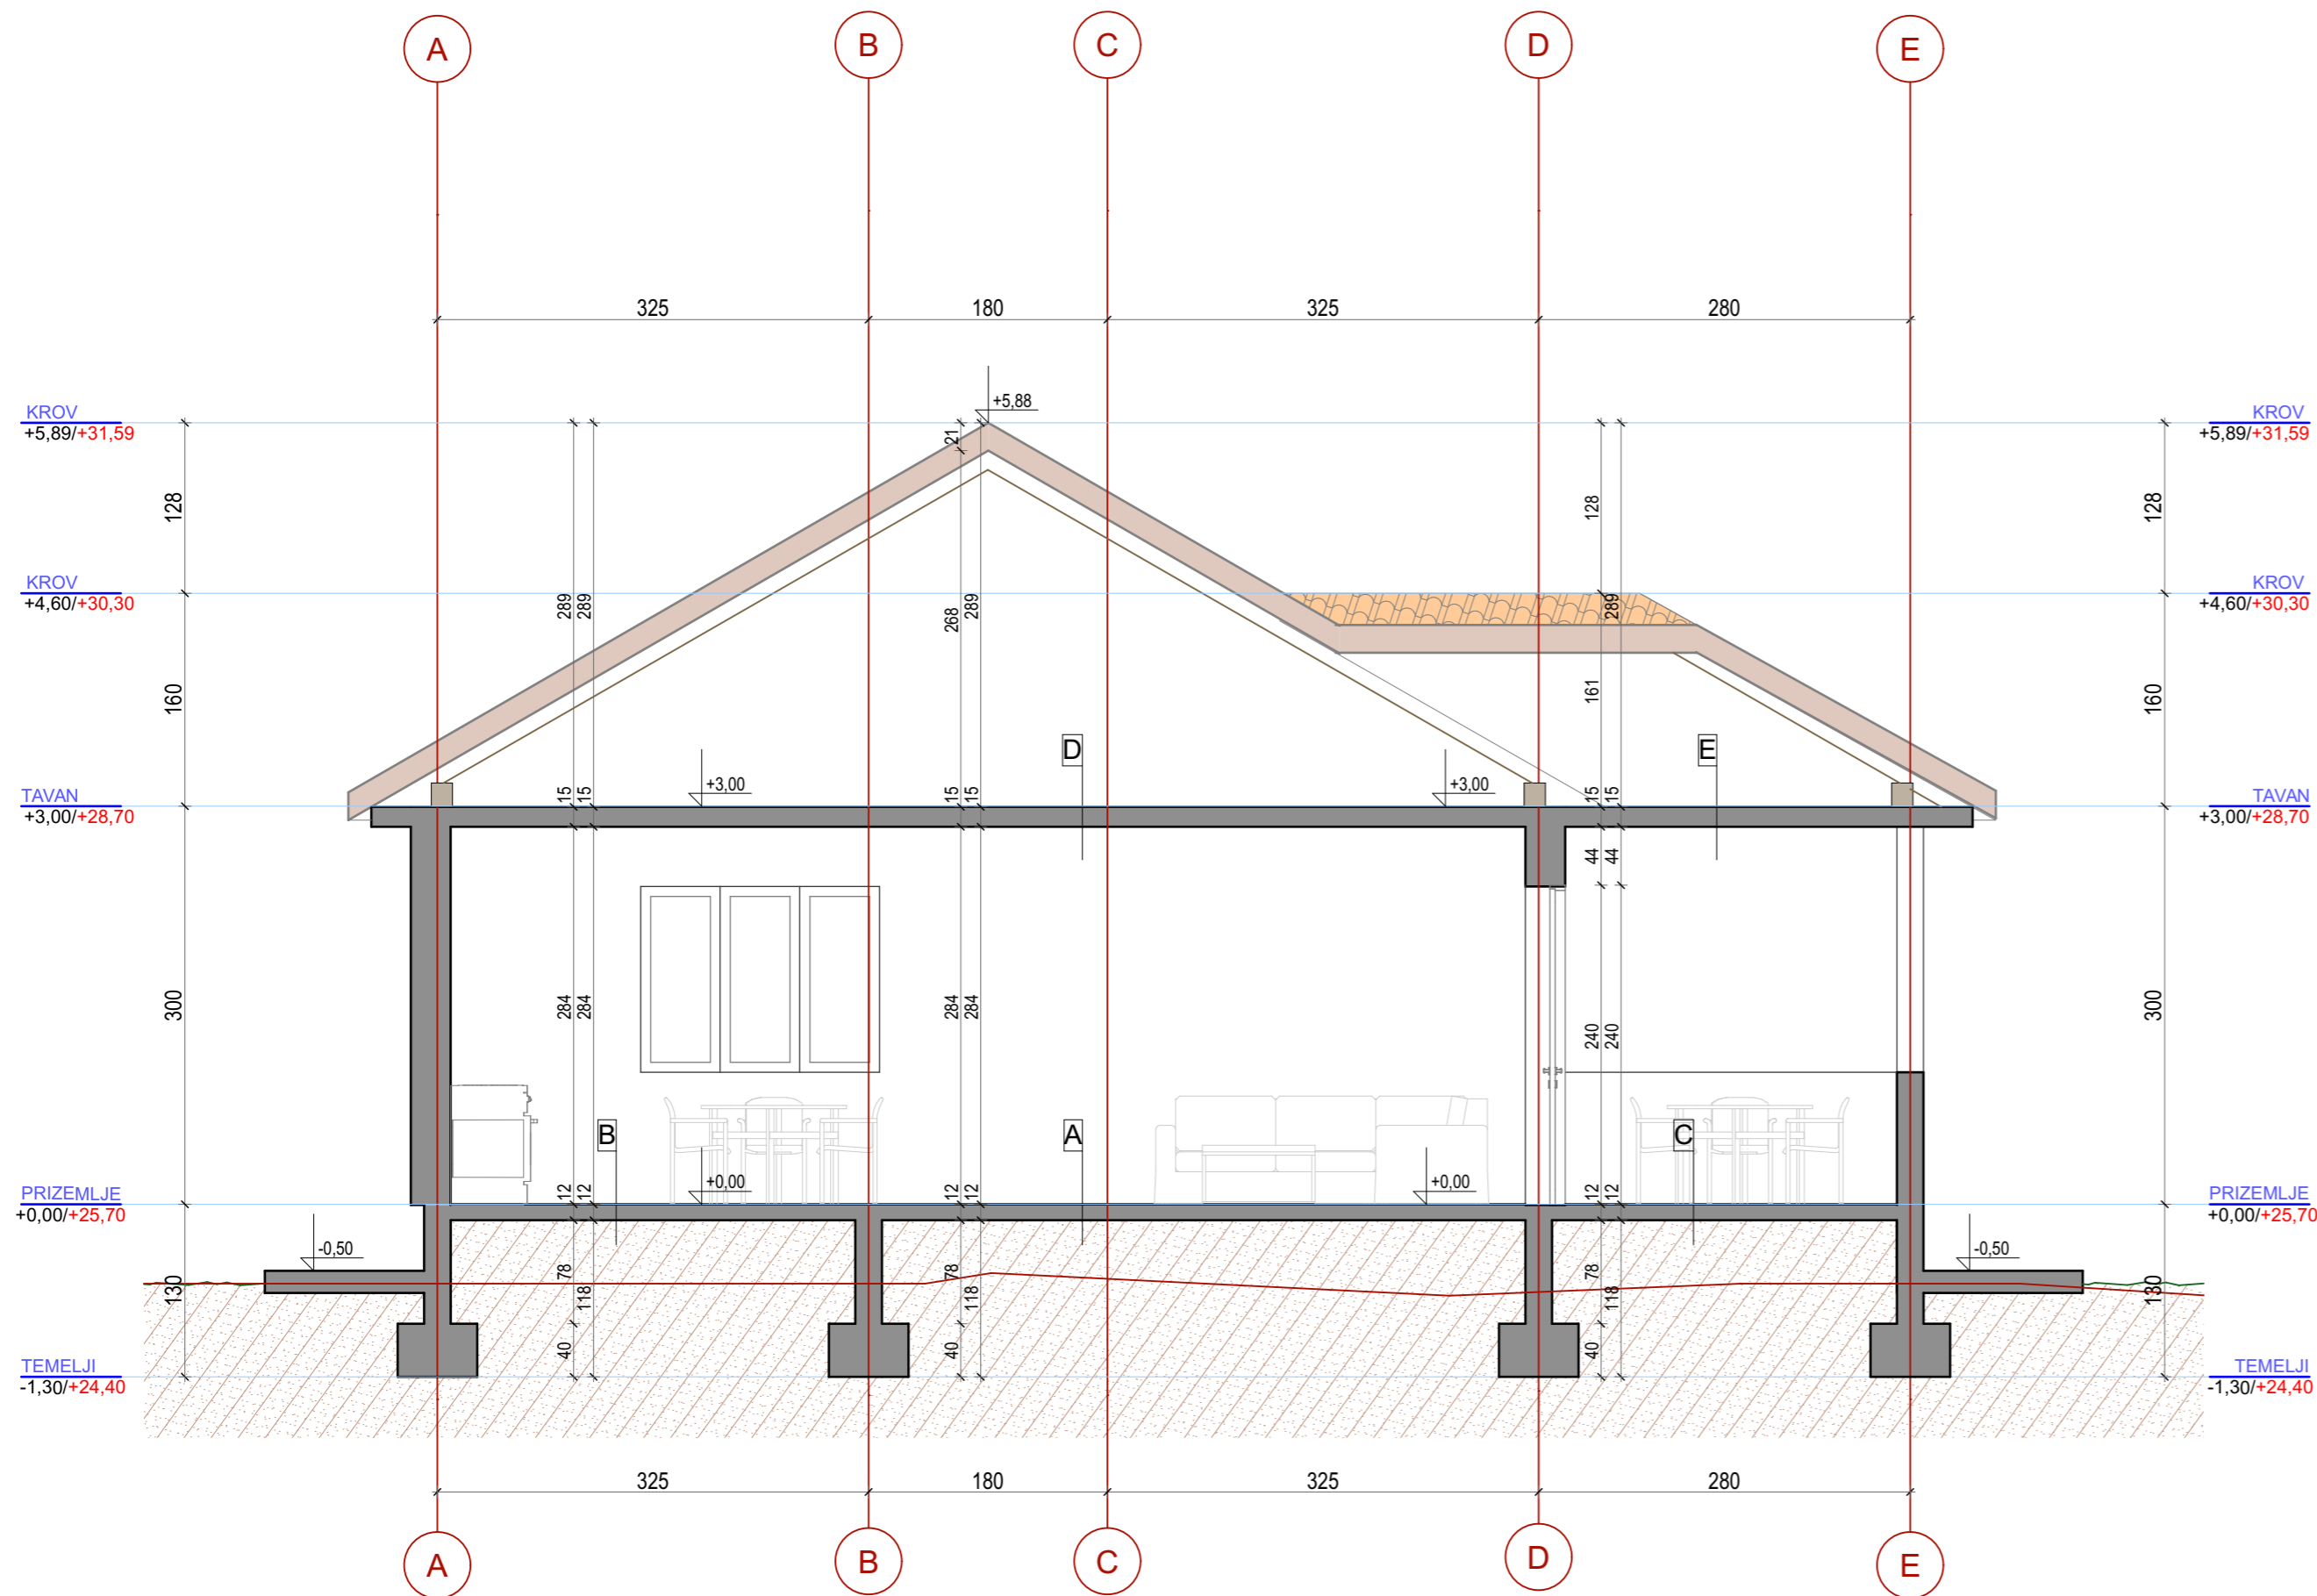 A B C D E
325 180 325 280
+5,88
KROV KROV
+5,89/+31,59 +5,89/+31,59
21
128 128 128
KROV KROV
+4,60/+30,30 +4,60/+30,30
289 289 268 289 289
160 161 160
D E
+3,00 +3,00
TAVAN TAVAN
+3,00/+28,70 +3,00/+28,70
15 15 15 15 15 15
44 44
300 284 284 284 284 240 240 300
B A C
+0,00 +0,00
12 12 12 12 12 12
PRIZEMLJE PRIZEMLJE
+0,00/+25,70 +0,00/+25,70
-0,50 -0,50
130 78 118 78 118 78 118 130
40 40 40
TEMELJI TEMELJI
-1,30/+24,40 -1,30/+24,40
325 180 325 280
A B C D E